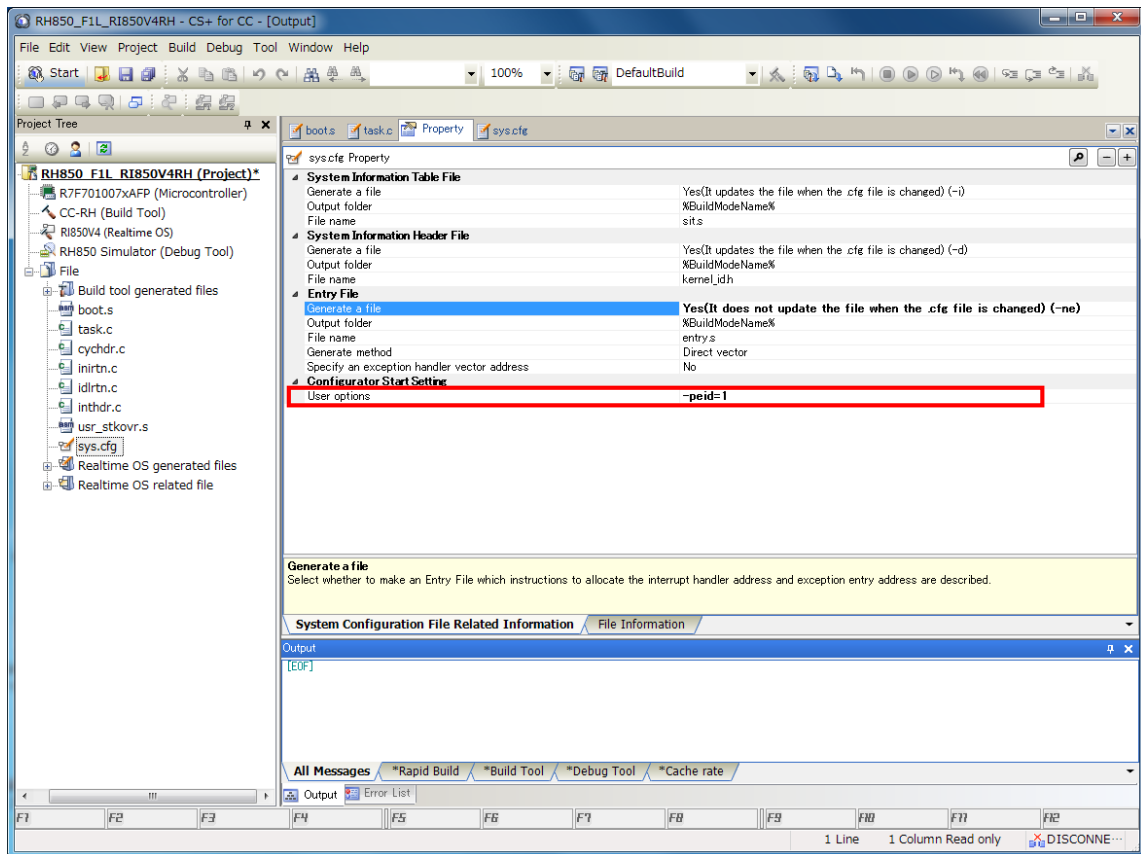 RH850_F1L_RI850V4RH - CS+ for CC - [Output]
File Edit View Project Build Debug Tool Window Help
Start 100% DefaultBuild
Project Tree
RH850_F1L_RI850V4RH (Project)*
R7F701007xAFP (Microcontroller)
CC-RH (Build Tool)
RI850V4 (Realtime OS)
RH850 Simulator (Debug Tool)
File
Build tool generated files
boot.s
task.c
cychdr.c
inirtn.c
idlrtn.c
inthdr.c
usr_stkovr.s
sys.cfg
Realtime OS generated files
Realtime OS related file
boot.s task.c Property sys.cfg
sys.cfg Property
System Information Table File
Generate a file Yes(It updates the file when the .cfg file is changed) (-i)
Output folder %BuildModeName%
File name sit.s
System Information Header File
Generate a file Yes(It updates the file when the .cfg file is changed) (-d)
Output folder %BuildModeName%
File name kernel_id.h
Entry File
Generate a file Yes(It does not update the file when the .cfg file is changed) (-ne)
Output folder %BuildModeName%
File name entry.s
Generate method Direct vector
Specify an exception handler vector address No
Configurator Start Setting
User options -peid=1
Generate a file
Select whether to make an Entry File which instructions to allocate the interrupt handler address and exception entry address are described.
System Configuration File Related Information File Information
Output
[EOF]
All Messages *Rapid Build *Build Tool *Debug Tool *Cache rate
Output Error List
F1 F2 F3 F4 F5 F6 F7 F8 F9 F10 F11 F12
1 Line 1 Column Read only DISCONNE...